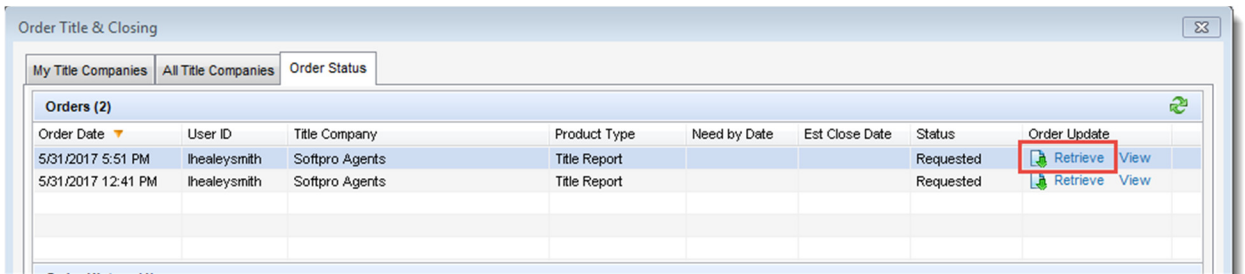 Order Title & Closing
My Title Companies All Title Companies Order Status
Orders (2)
Order Date User ID Title Company Product Type Need by Date Est Close Date Status Order Update
5/31/2017 5:51 PM lhealeysmith Softpro Agents Title Report Requested Retrieve View
5/31/2017 12:41 PM lhealeysmith Softpro Agents Title Report Requested Retrieve View